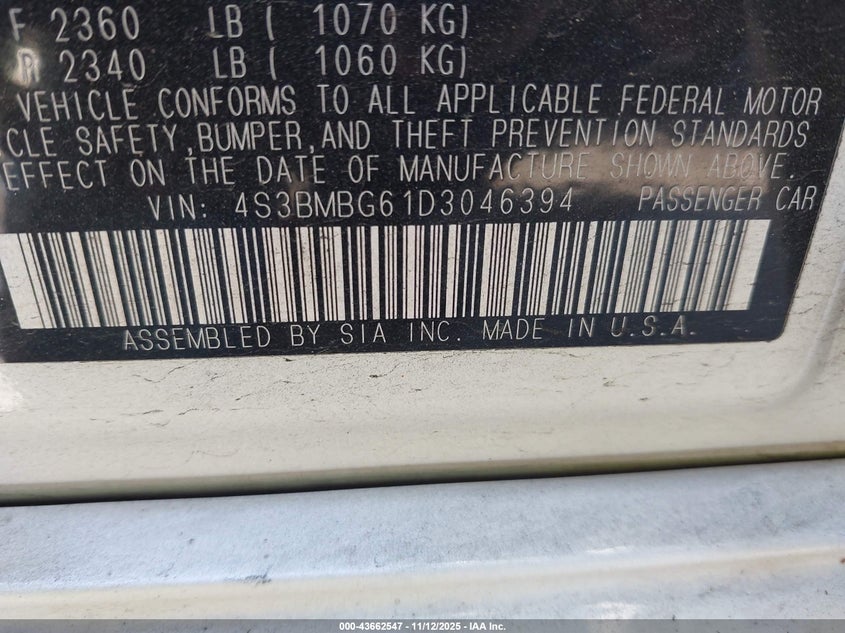 F 2360 LB ( 1070 KG)
R 2340 LB ( 1060 KG)
VEHICLE CONFORMS TO ALL APPLICABLE FEDERAL MOTOR
CLE SAFETY, BUMPER, AND THEFT PREVENTION STANDARDS
EFFECT ON THE DATE OF MANUFACTURE SHOWN ABOVE.
VIN: 4S3BMBG61D3046394 PASSENGER CAR
ASSEMBLED BY SIA INC. MADE IN U.S.A.
000-43662547 - 11/12/2025 - IAA Inc.